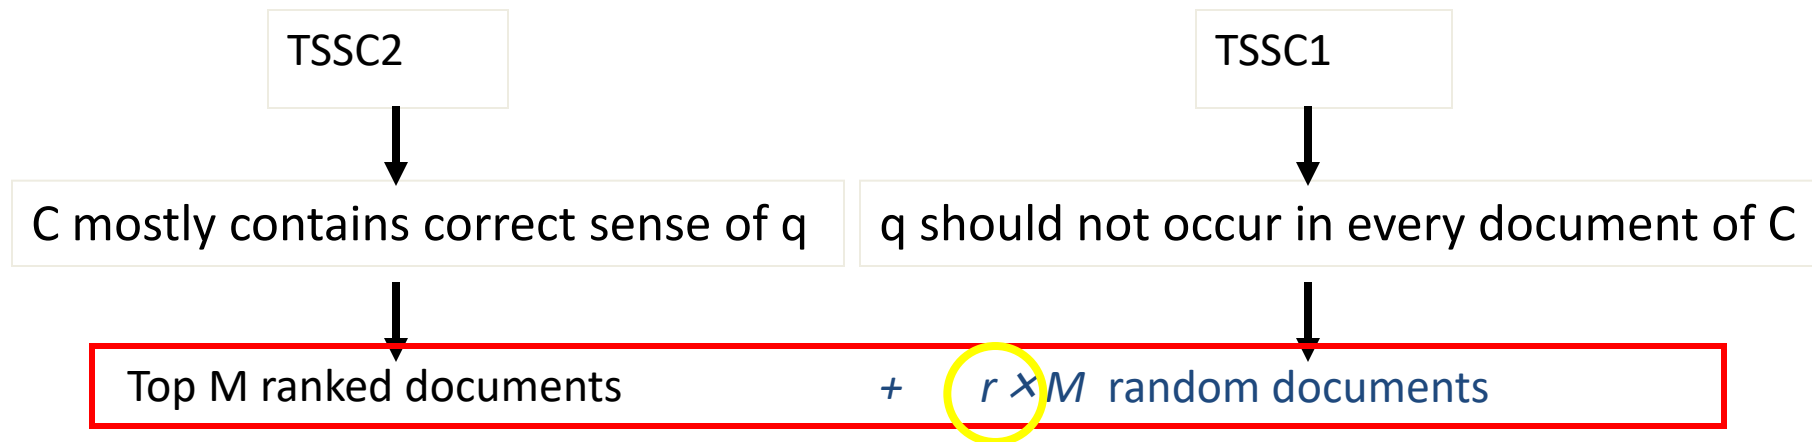 TSSC2
TSSC1
C mostly contains correct sense of q
q should not occur in every document of C
Top M ranked documents + r × M random documents